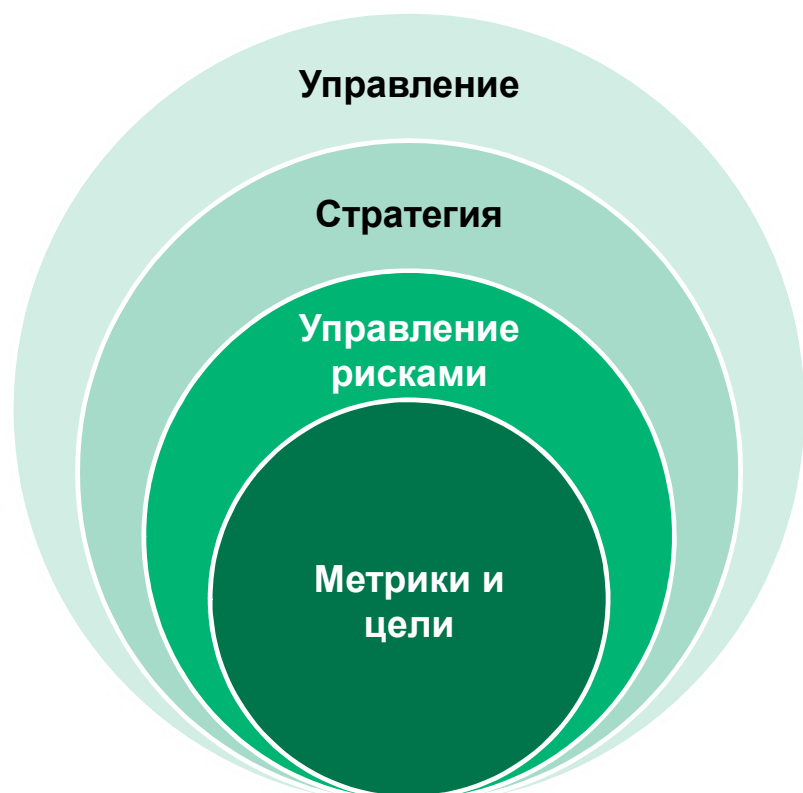 Управление
Стратегия
Управление
рисками
Метрики и
цели